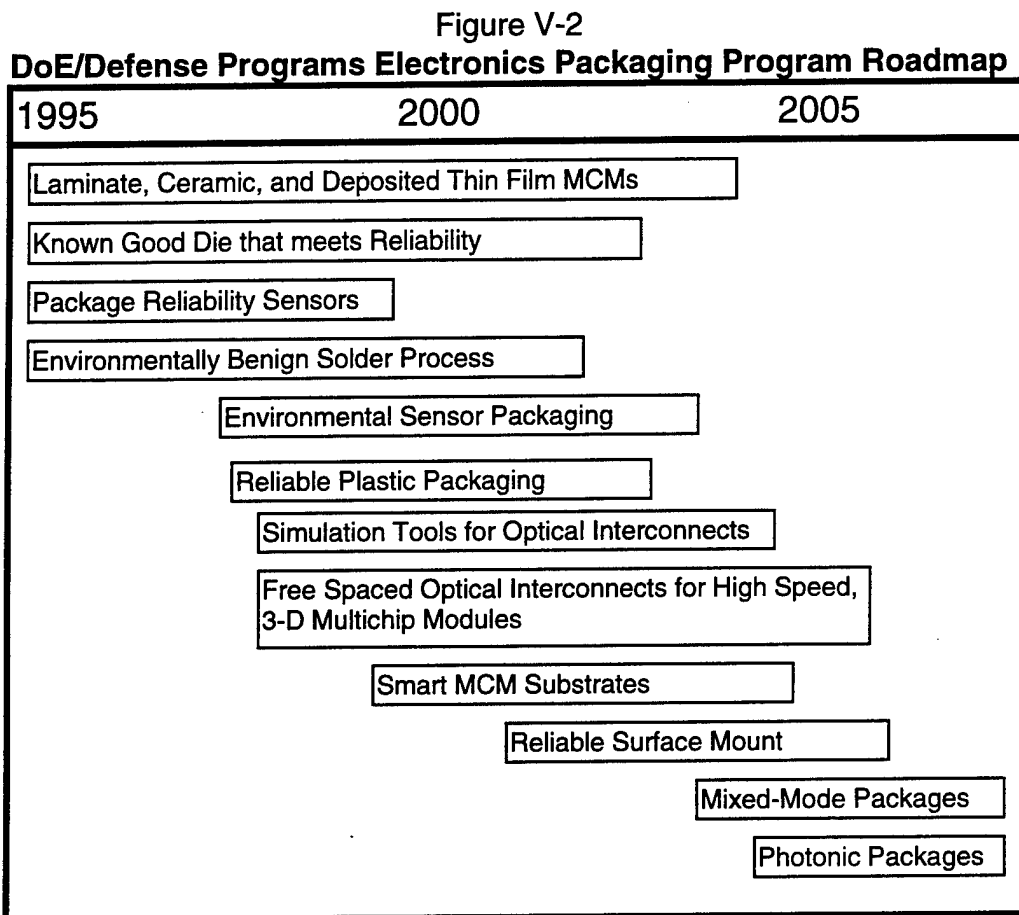 Figure V-2
DoE/Defense Programs Electronics Packaging Program Roadmap
1995 2000 2005
Laminate, Ceramic, and Deposited Thin Film MCMs
Known Good Die that meets Reliability
Package Reliability Sensors
Environmentally Benign Solder Process
Environmental Sensor Packaging
Reliable Plastic Packaging
Simulation Tools for Optical Interconnects
Free Spaced Optical Interconnects for High Speed,
3-D Multichip Modules
Smart MCM Substrates
Reliable Surface Mount
Mixed-Mode Packages
Photonic Packages